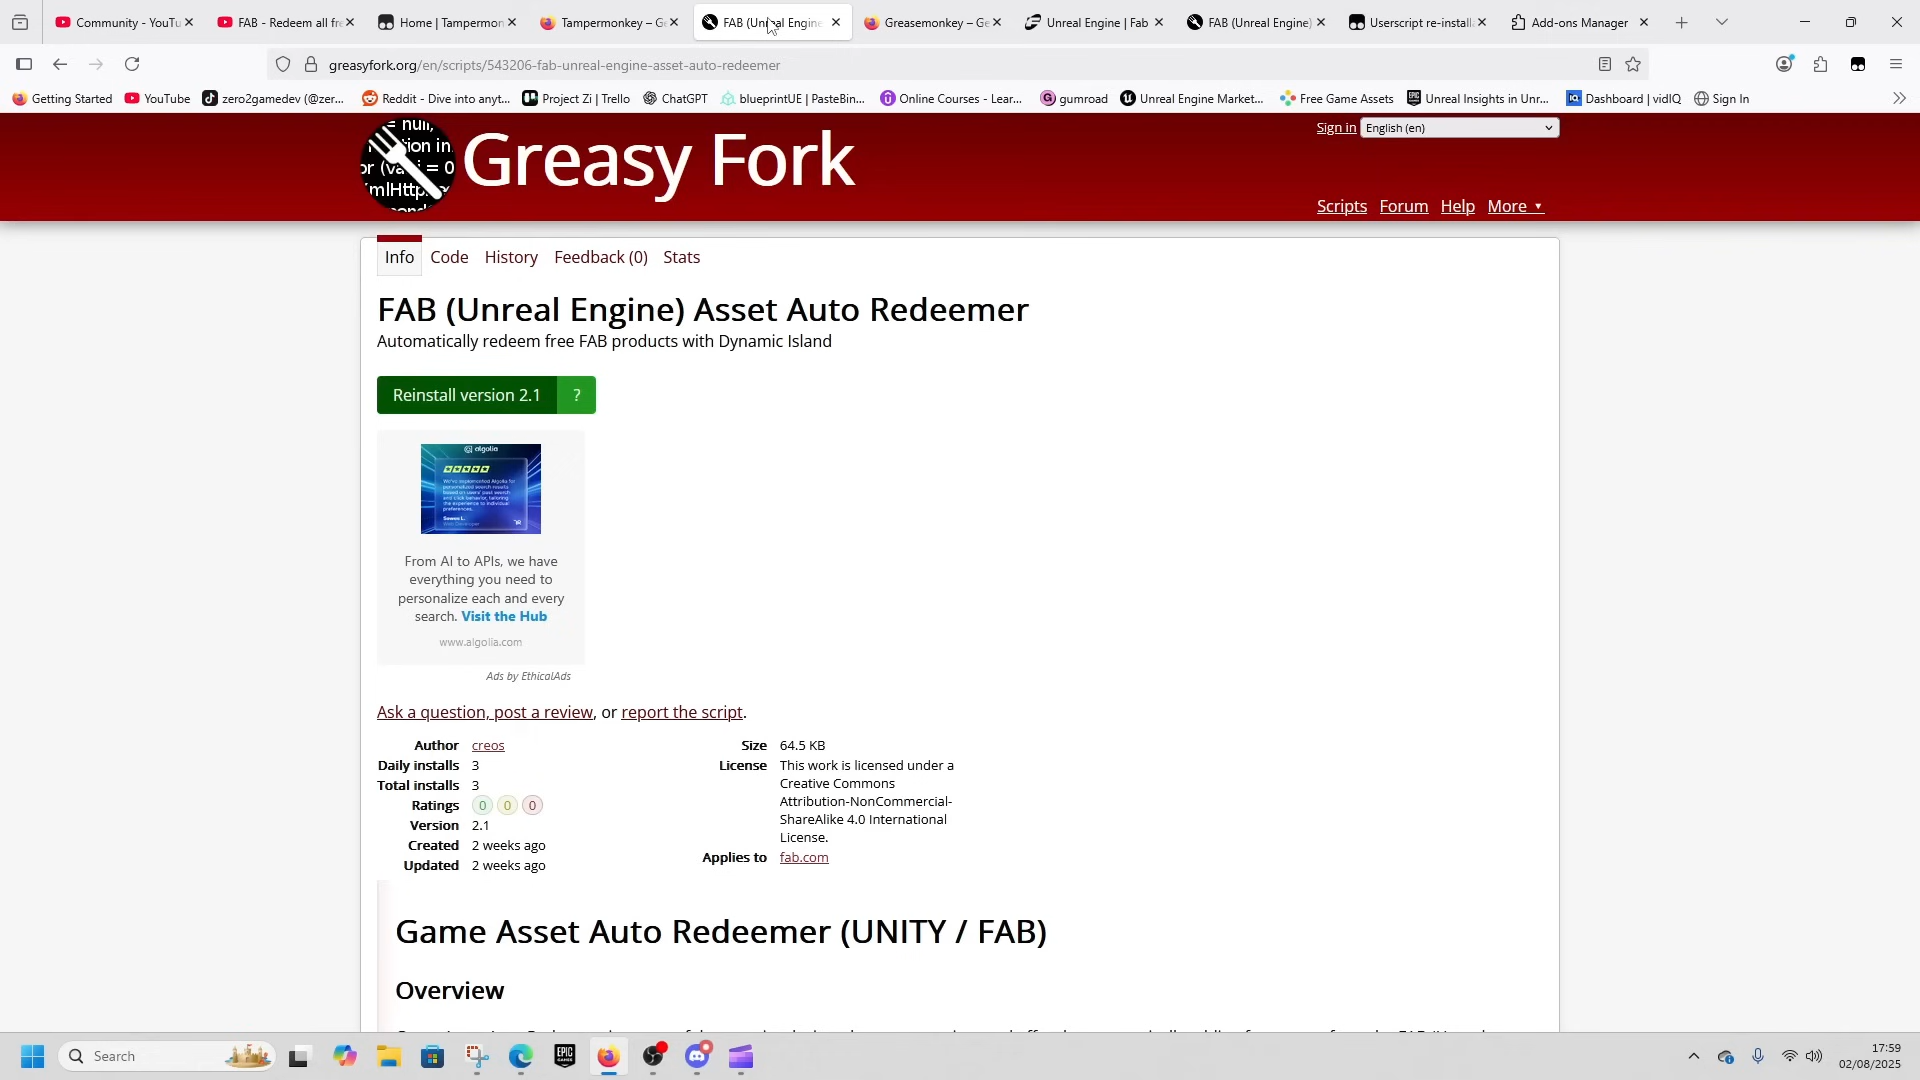 Community - YouTu
FAB - Redeem all fre
Home | Tampermon
Tampermonkey – Ge
FAB (Unreal Engine
Greasemonkey – Ge
Unreal Engine | Fab
FAB (Unreal Engine)
Userscript re-installa
Add-ons Manager
greasyfork.org/en/scripts/543206-fab-unreal-engine-asset-auto-redeemer
Getting Started
YouTube
zero2gamedev (@zer...
Reddit - Dive into anyt...
Project Zi | Trello
ChatGPT
blueprintUE | PasteBin...
Online Courses - Lear...
gumroad
Unreal Engine Market...
Free Game Assets
Unreal Insights in Unr...
Dashboard | vidIQ
Sign In
Greasy Fork
Sign in
English (en)
Scripts
Forum
Help
More ▼
Info
Code
History
Feedback (0)
Stats
FAB (Unreal Engine) Asset Auto Redeemer
Automatically redeem free FAB products with Dynamic Island
Reinstall version 2.1
?
algolia
From AI to APIs, we have
everything you need to
personalize each and every
search. Visit the Hub
www.algolia.com
Ads by EthicalAds
Ask a question, post a review, or report the script.
Author creos
Daily installs 3
Total installs 3
Ratings 0 0 0
Version 2.1
Created 2 weeks ago
Updated 2 weeks ago
Size 64.5 KB
License This work is licensed under a
Creative Commons
Attribution-NonCommercial-
ShareAlike 4.0 International
License.
Applies to fab.com
Game Asset Auto Redeemer (UNITY / FAB)
Overview
Search
EPIC
GAMES
17:59
02/08/2025